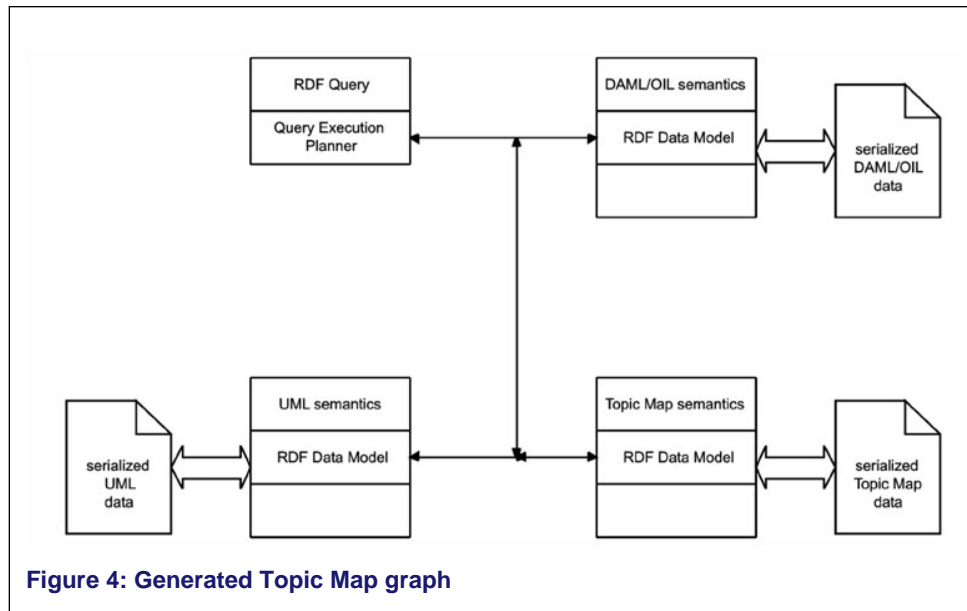 RDF Query
Query Execution
Planner
DAML/OIL semantics
RDF Data Model
serialized
DAML/OIL
data
UML semantics
RDF Data Model
serialized
UML
data
Topic Map semantics
RDF Data Model
serialized
Topic Map
data
Figure 4: Generated Topic Map graph